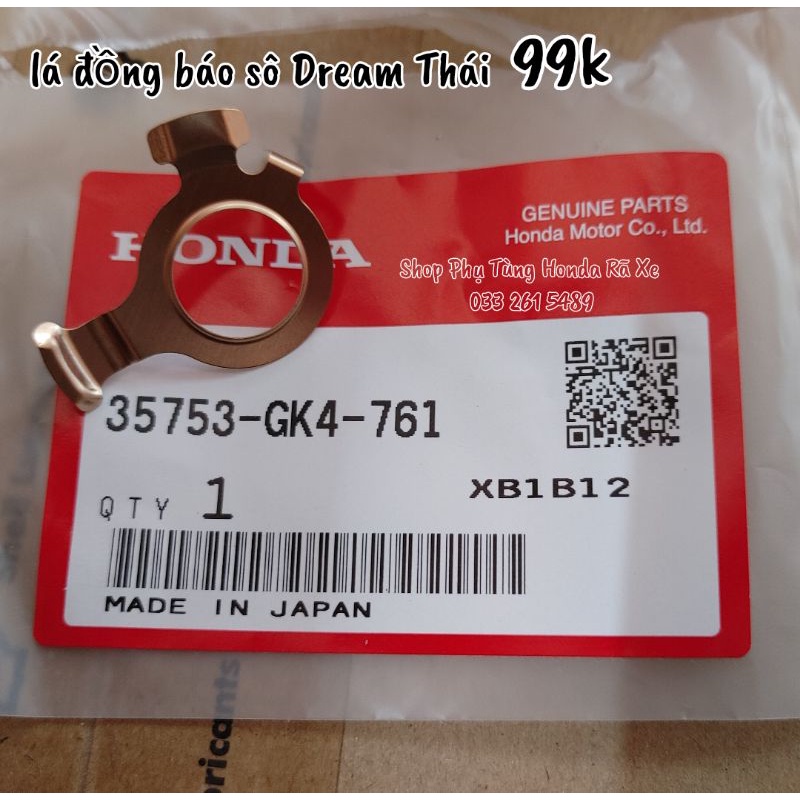 lá đồng báo sô Dream Thái 99k
GENUINE PARTS
HONDA
Honda Motor Co., Ltd.
Shop Phụ Tùng Honda Rã Xe
033 261 5489
35753-GK4-761
QTY 1
XB1B12
MADE IN JAPAN